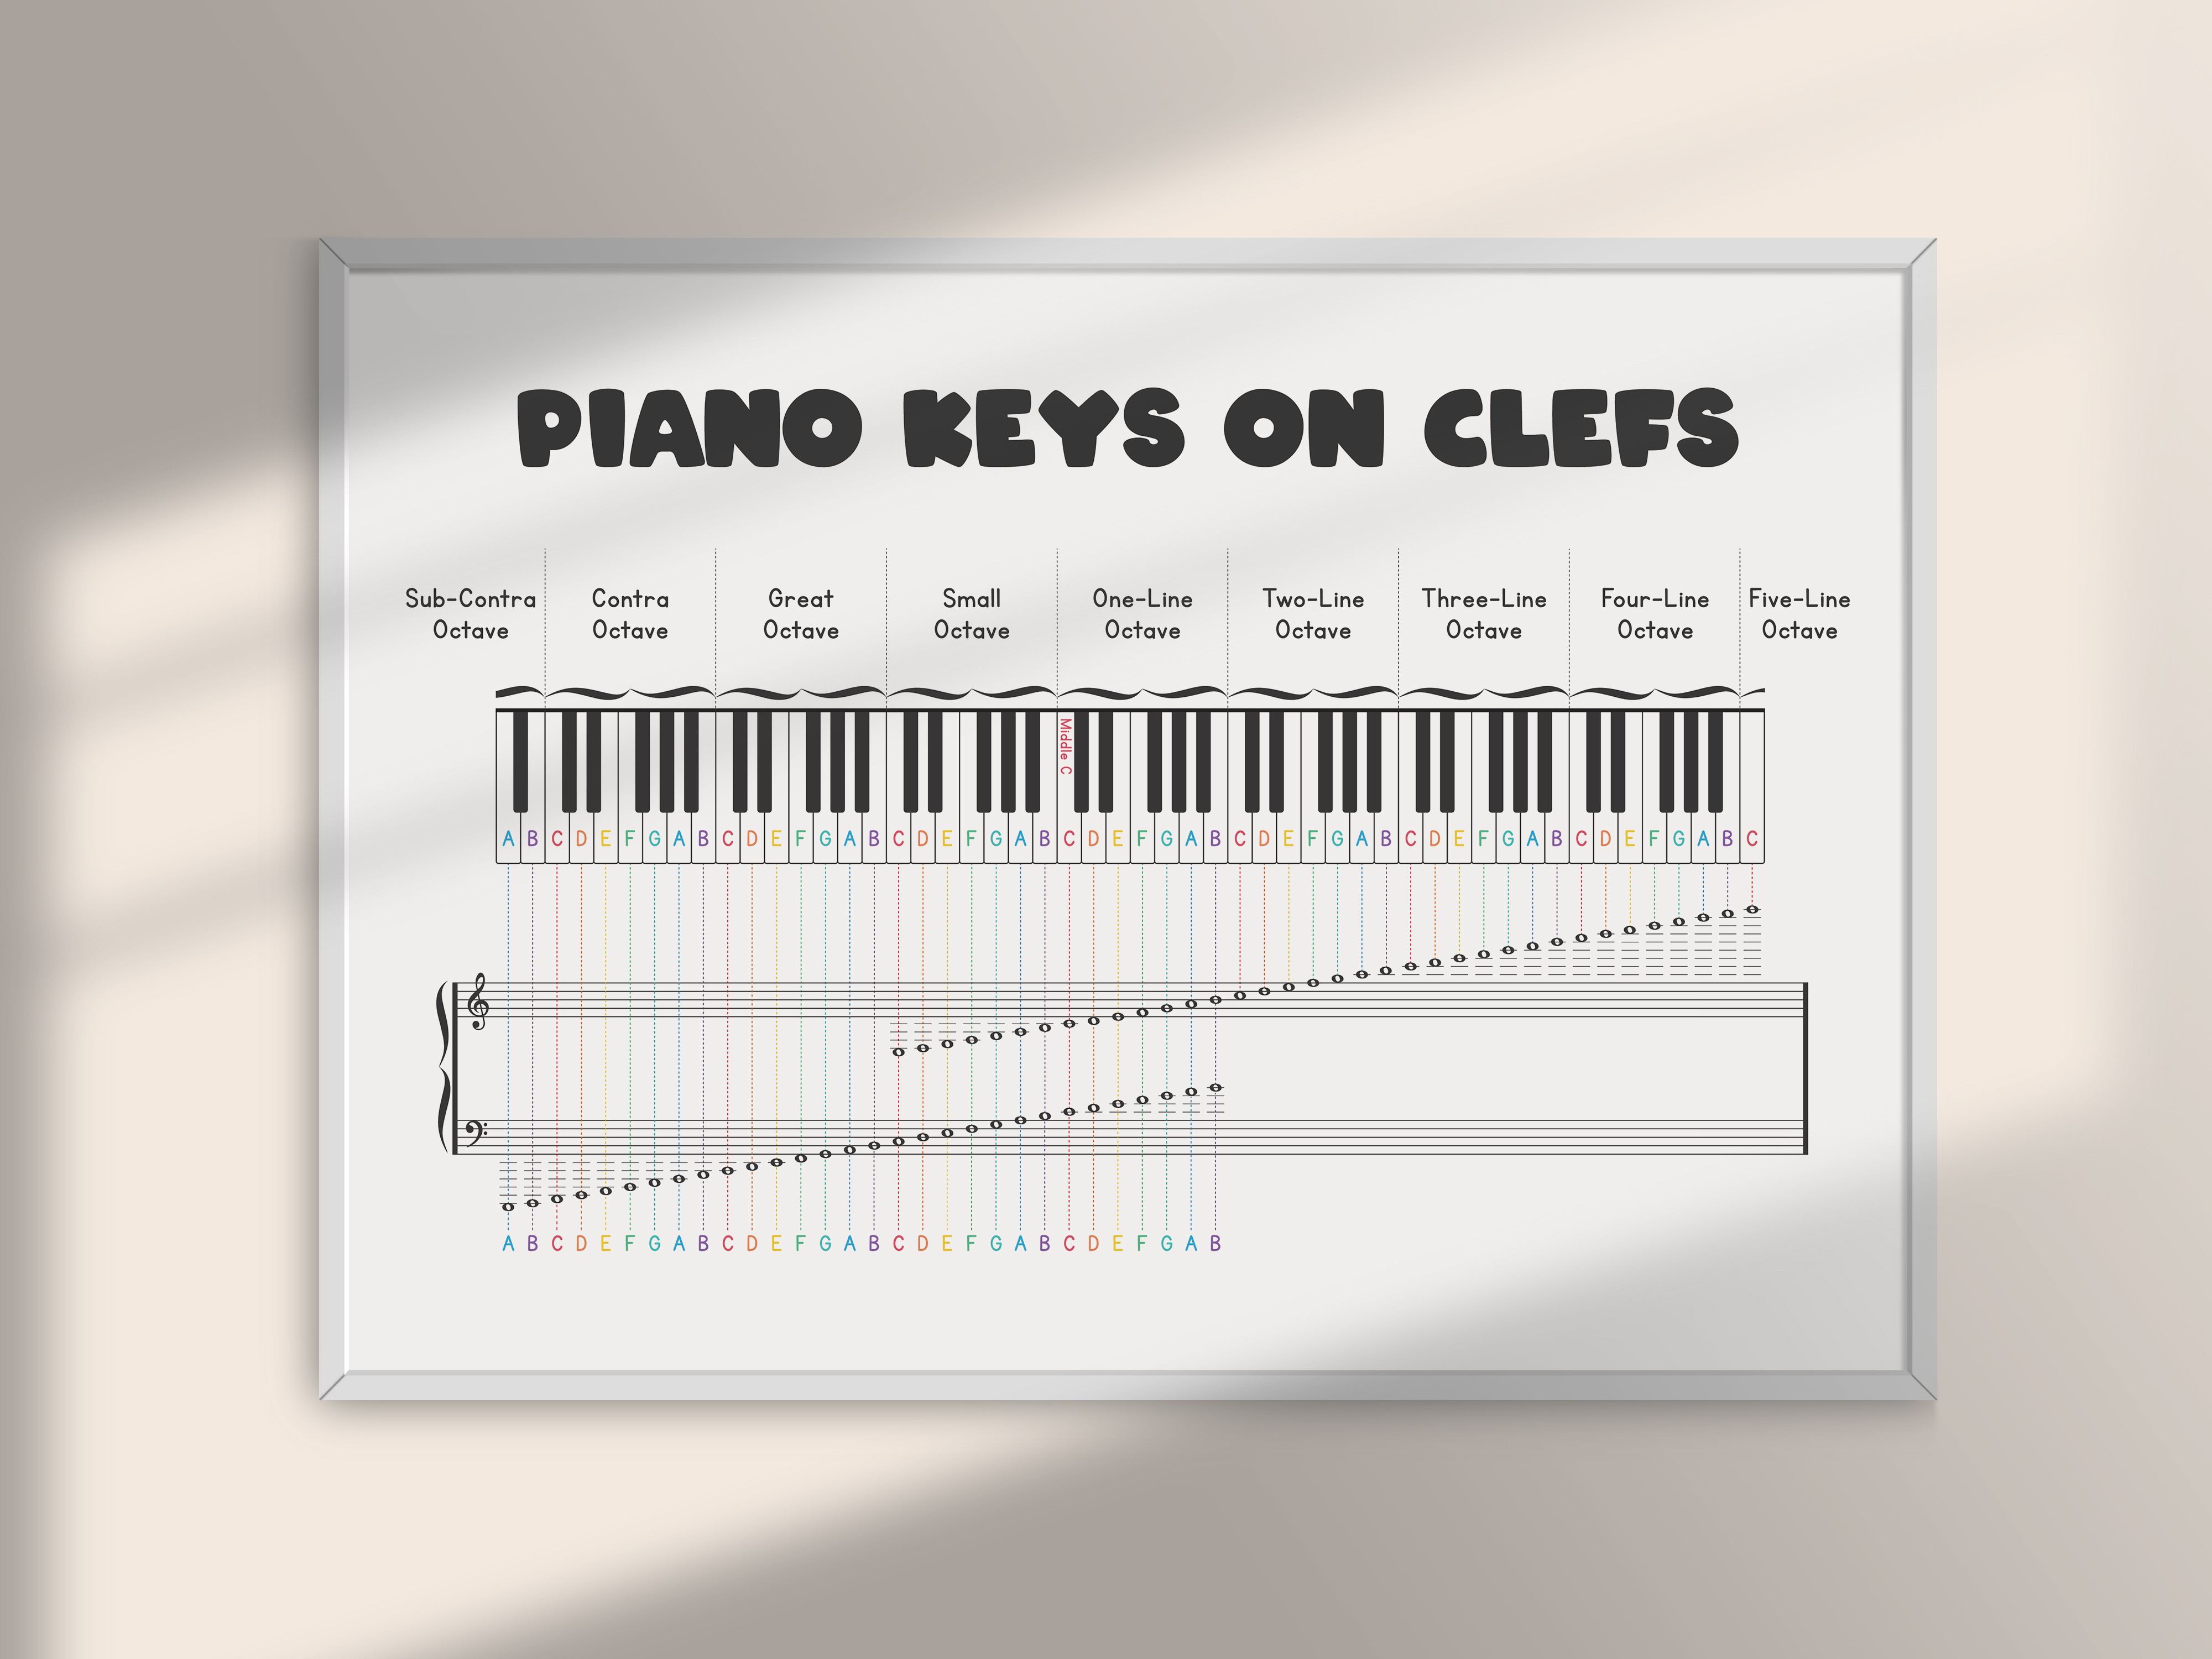 PIANO KEYS ON CLEFS
Sub-Contra Octave
Contra Octave
Great Octave
Small Octave
One-Line Octave
Two-Line Octave
Three-Line Octave
Four-Line Octave
Five-Line Octave
Middle C
A B C D E F G A B C D E F G A B C D E F G A B C D E F G A B C D E F G A B C D E F G A B C D E F G A B C
A B C D E F G A B C D E F G A B C D E F G A B C D E F G A B